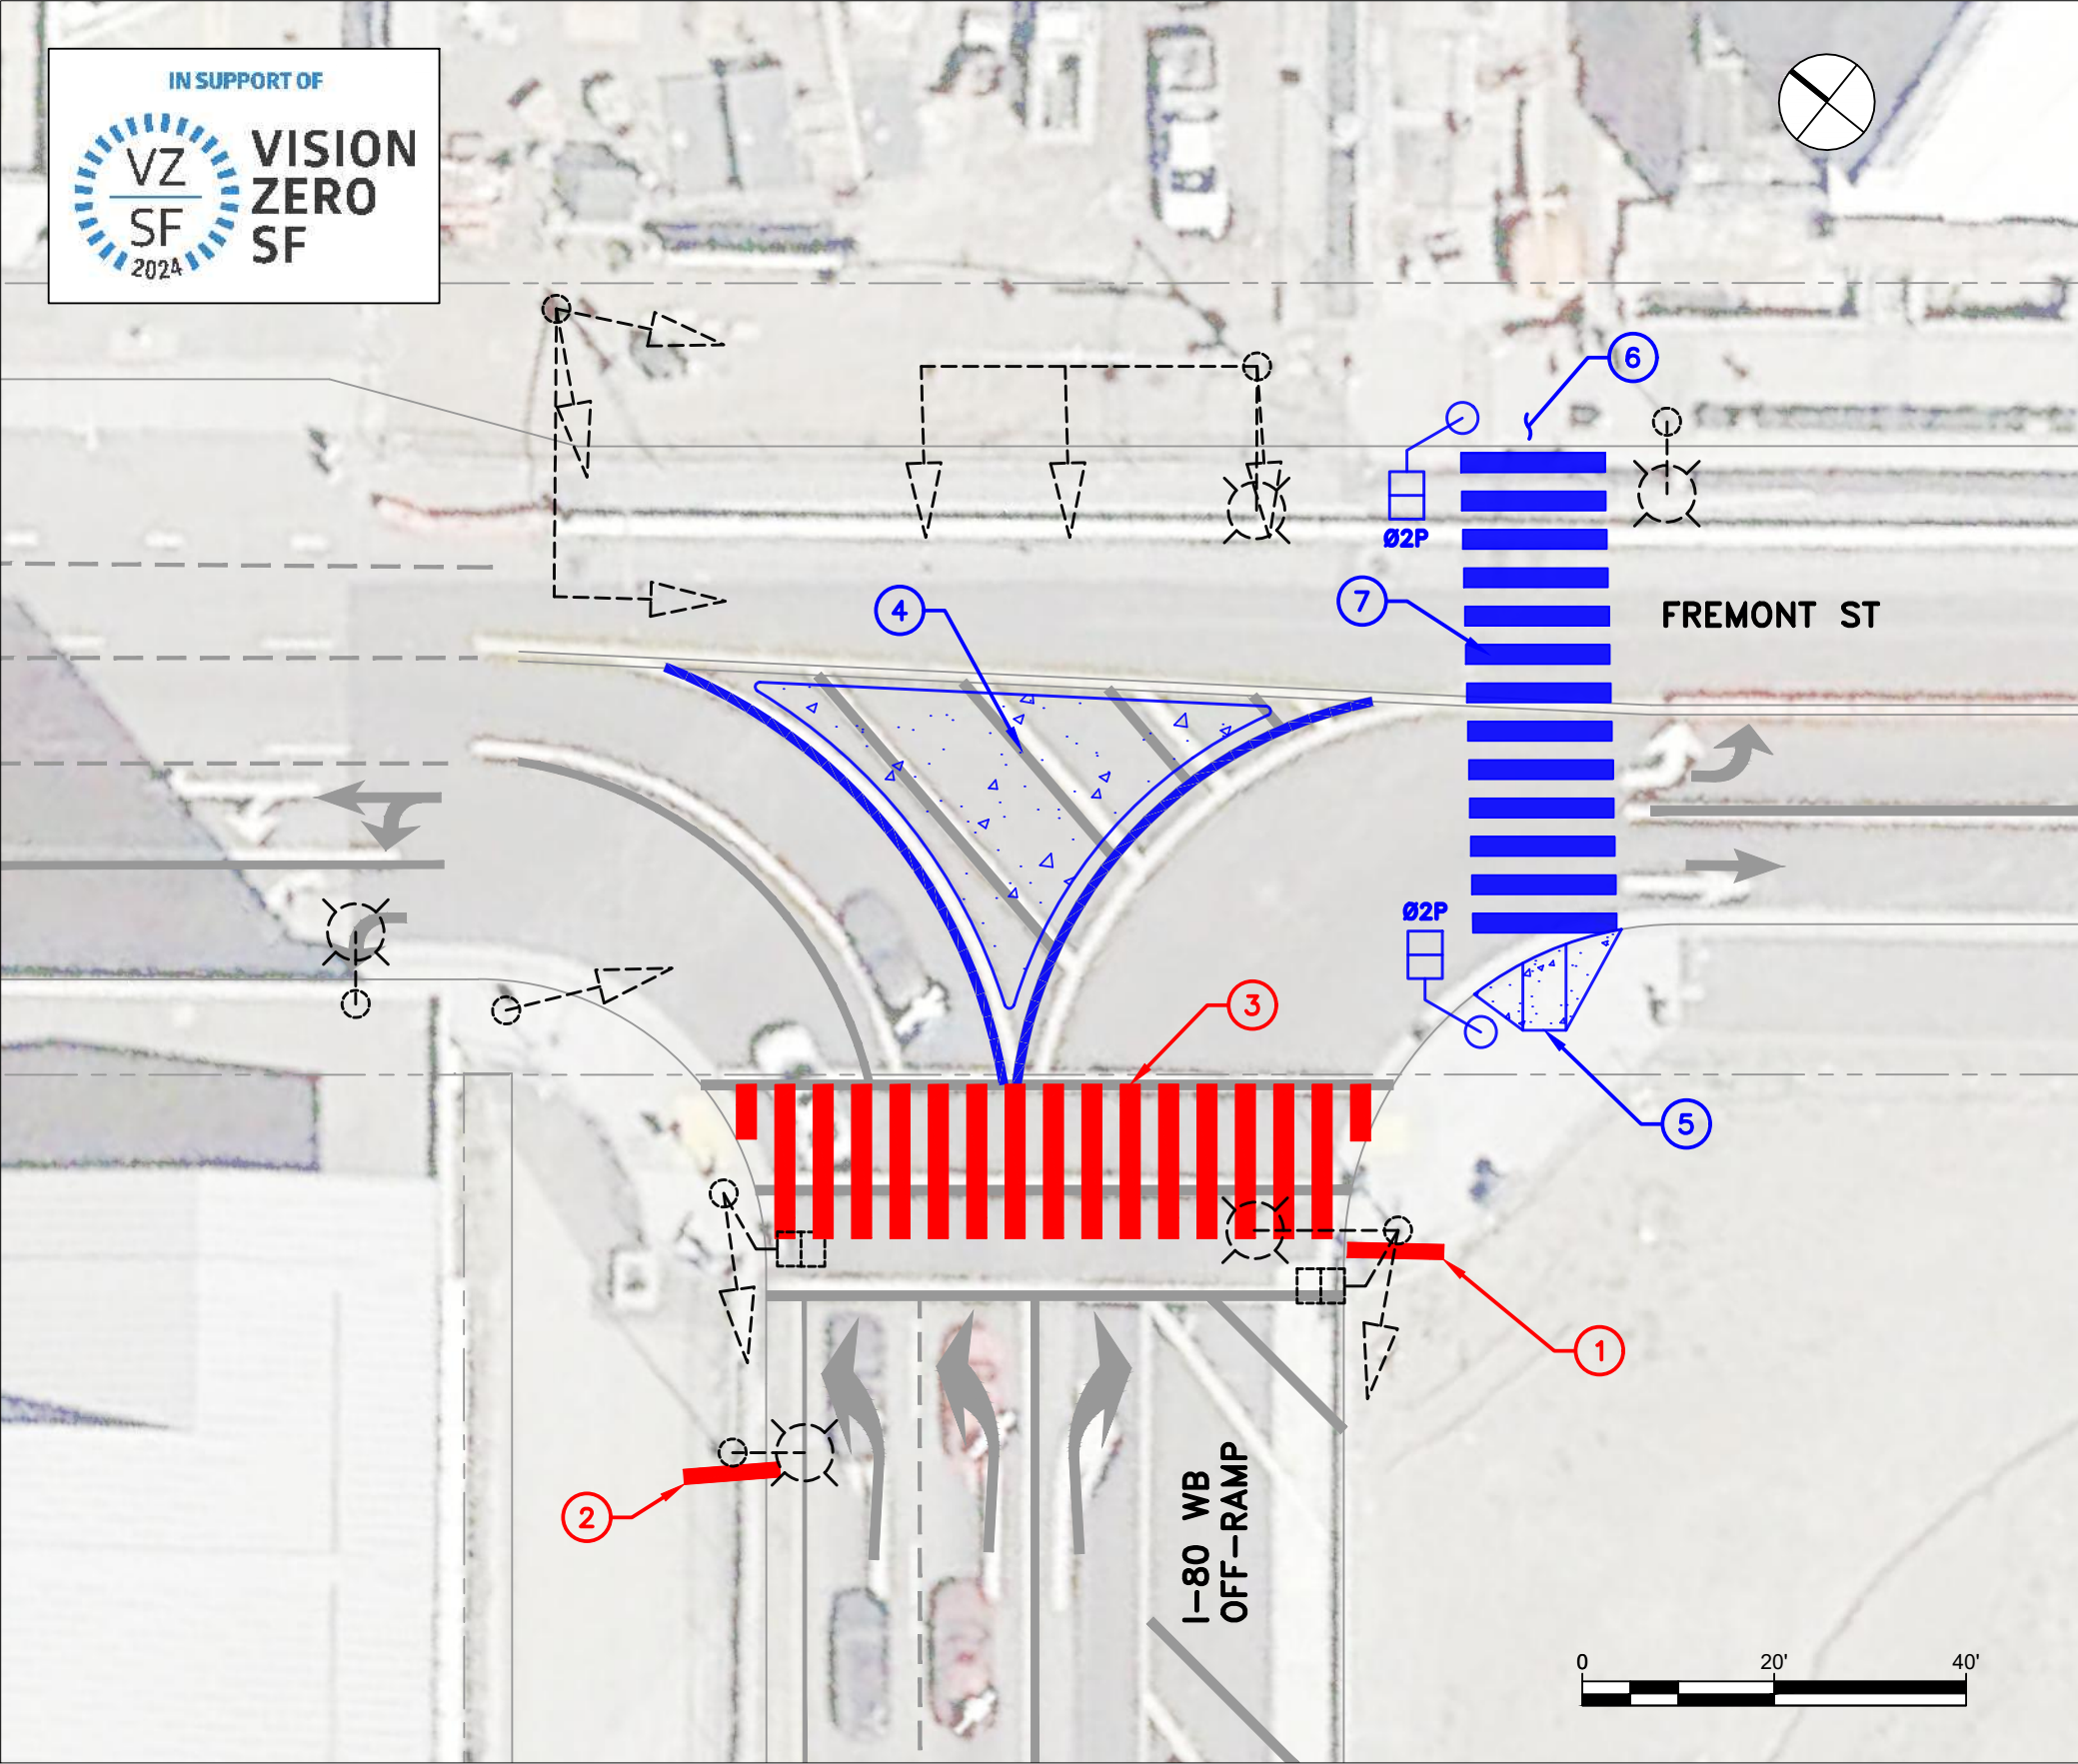 IN SUPPORT OF
VZ
SF
2024
VISION
ZERO
SF
6
Ø2P
7
FREMONT ST
4
Ø2P
3
5
1
2
I-80 WB
OFF-RAMP
0 20' 40'